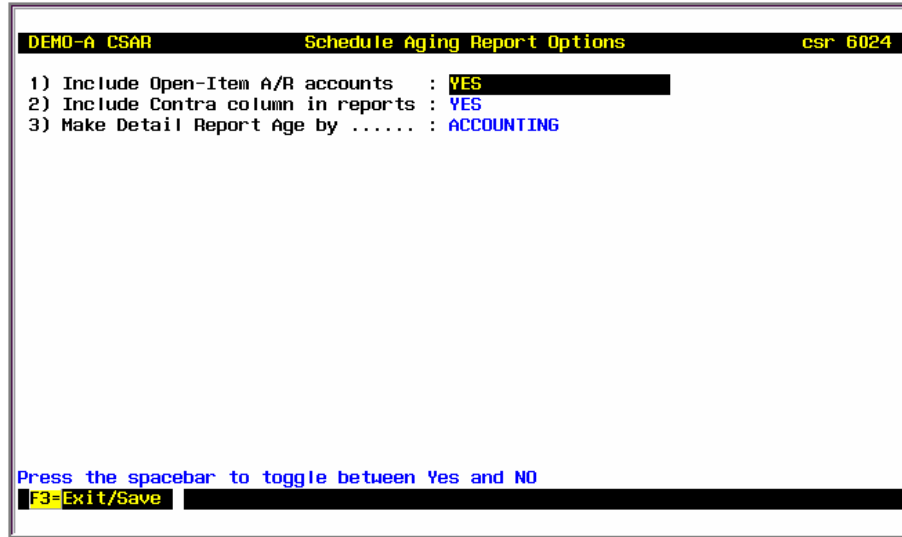 DEMO-A CSAR Schedule Aging Report Options csr 6024
1) Include Open-Item A/R accounts : YES
2) Include Contra column in reports : YES
3) Make Detail Report Age by ...... : ACCOUNTING
Press the spacebar to toggle between Yes and NO
F3=Exit/Save